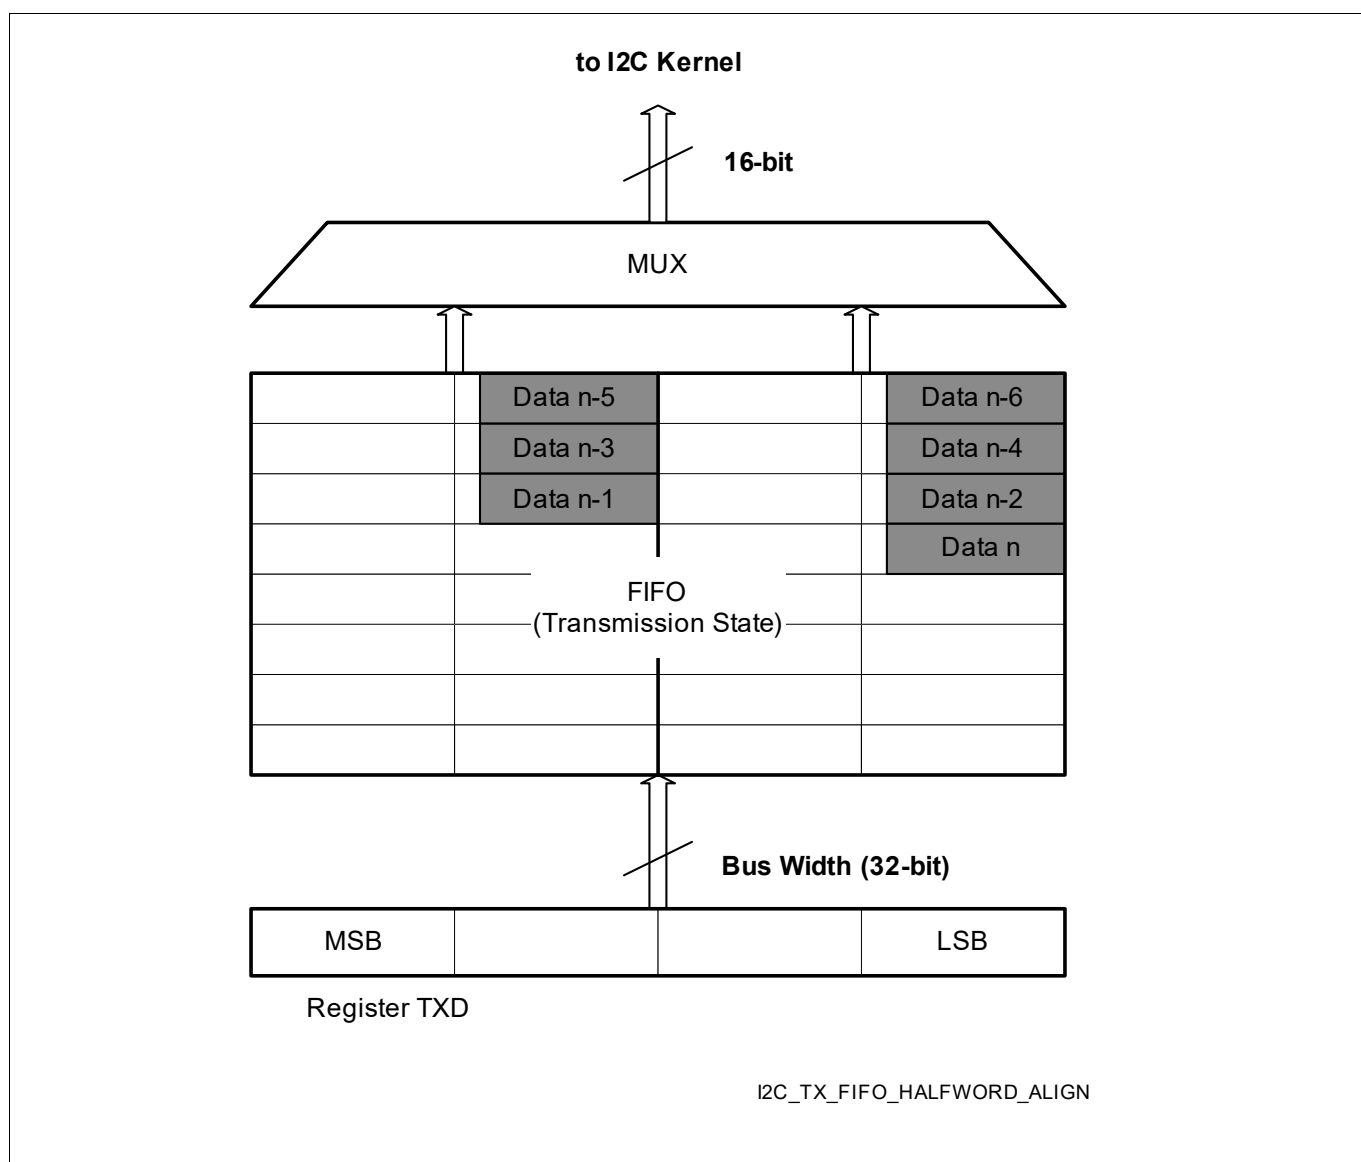 to I2C Kernel
16-bit
MUX
Data n-5
Data n-6
Data n-3
Data n-4
Data n-1
Data n-2
Data n
FIFO
(Transmission State)
Bus Width (32-bit)
MSB
LSB
Register TXD
I2C_TX_FIFO_HALFWORD_ALIGN